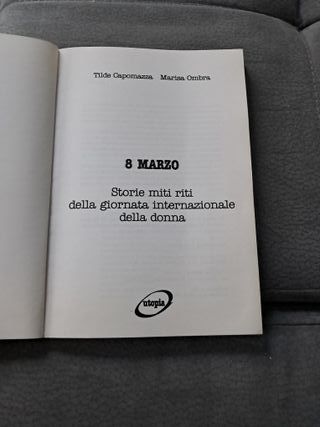 Tilde Capomazza Marisa Ombra
8 MARZO
Storie miti riti
della giornata internazionale
della donna
utopia